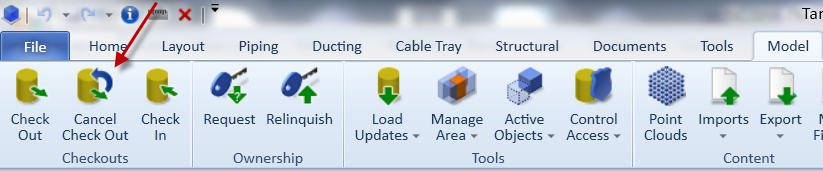 Tar
File Home Layout Piping Ducting Cable Tray Structural Documents Tools Model
Check Out Cancel Check Out Check In Request Relinquish Load Updates Manage Area Active Objects Control Access Point Clouds Imports Export
Checkouts Ownership Tools Content